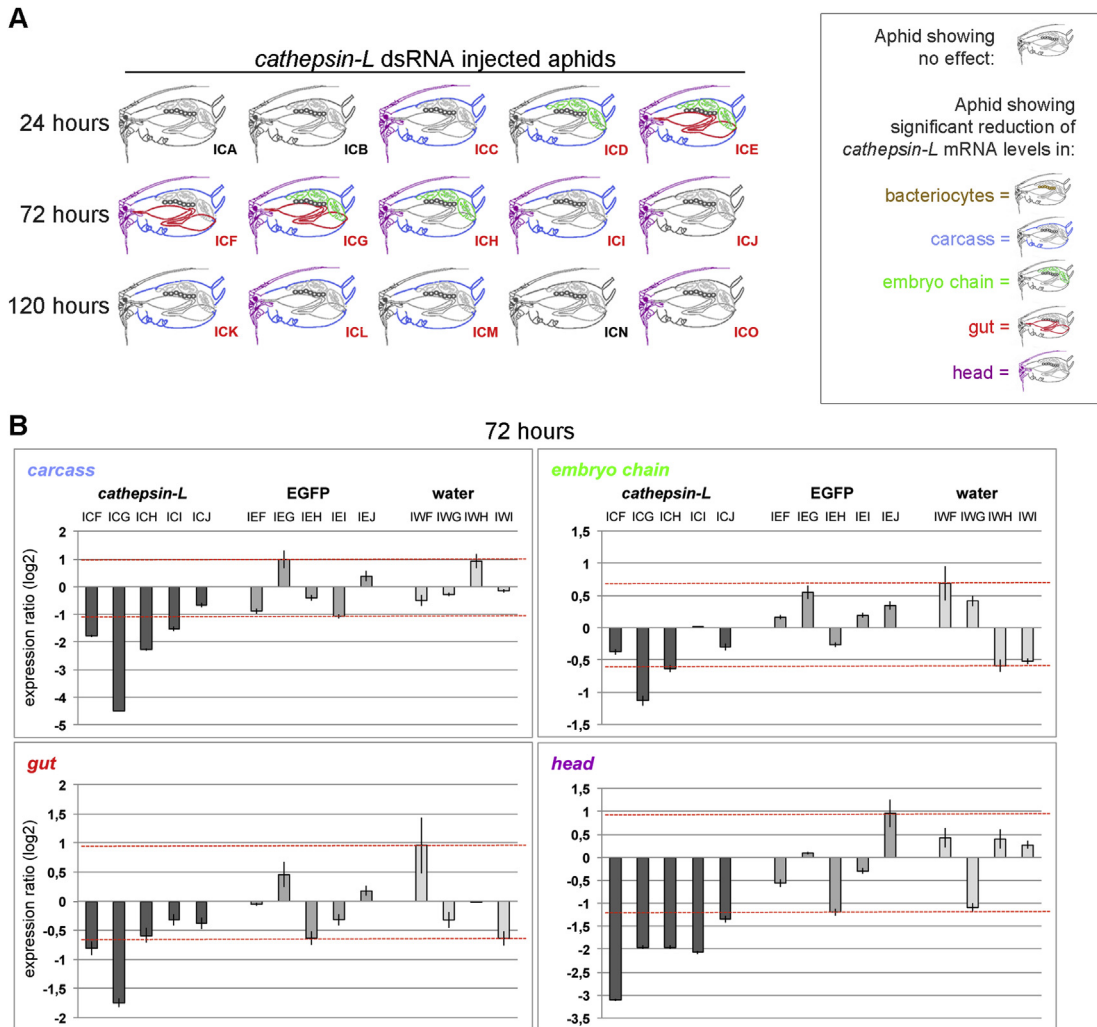 A
cathepsin-L dsRNA injected aphids
24 hours
ICA ICB ICC ICD ICE
72 hours
ICF ICG ICH ICI ICJ
120 hours
ICK ICL ICM ICN ICO
Aphid showing
no effect:
Aphid showing
significant reduction of
cathepsin-L mRNA levels in:
bacteriocytes =
carcass =
embryo chain =
gut =
head =
B
72 hours
carcass
cathepsin-L EGFP water
ICF ICG ICH ICI ICJ IEF IEG IEH IEI IEJ IWF IWG IWH IWI
expression ratio (log2)
2
1
0
-1
-2
-3
-4
-5
embryo chain
cathepsin-L EGFP water
ICF ICG ICH ICI ICJ IEF IEG IEH IEI IEJ IWF IWG IWH IWI
1,5
1
0,5
0
-0,5
-1
-1,5
gut
expression ratio (log2)
2
1,5
1
0,5
0
-0,5
-1
-1,5
-2
head
1,5
1
0,5
0
-0,5
-1
-1,5
-2
-2,5
-3
-3,5